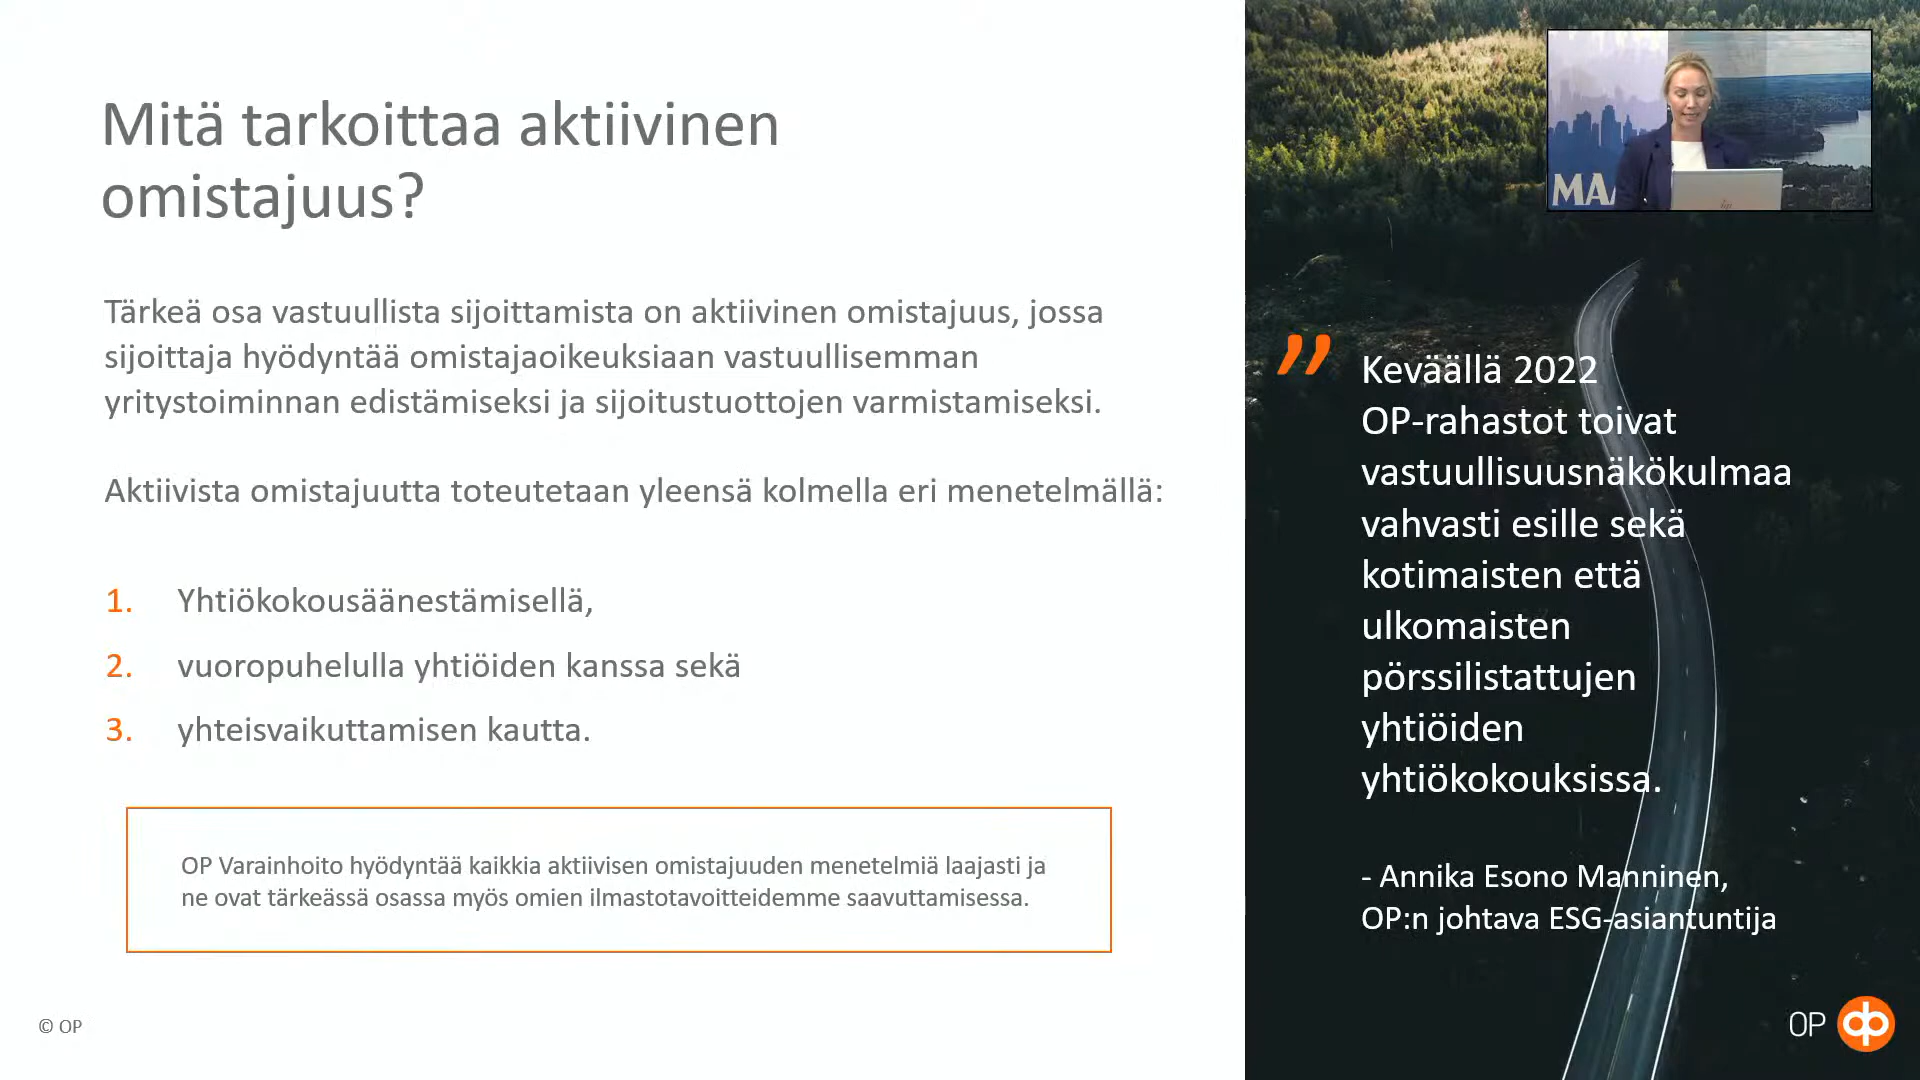 Mitä tarkoittaa aktiivinen
omistajuus?
Tärkeä osa vastuullista sijoittamista on aktiivinen omistajuus, jossa
sijoittaja hyödyntää omistajaoikeuksiaan vastuullisemman
yritystoiminnan edistämiseksi ja sijoitustuottojen varmistamiseksi.
Aktiivista omistajuutta toteutetaan yleensä kolmella eri menetelmällä:
1. Yhtiökokousäänestämisellä,
2. vuoropuhelulla yhtiöiden kanssa sekä
3. yhteisvaikuttamisen kautta.
OP Varainhoito hyödyntää kaikkia aktiivisen omistajuuden menetelmiä laajasti ja
ne ovat tärkeässä osassa myös omien ilmastotavoitteidemme saavuttamisessa.
© OP
MAA
”
Keväällä 2022
OP-rahastot toivat
vastuullisuusnäkökulmaa
vahvasti esille sekä
kotimaisten että
ulkomaisten
pörssilistattujen
yhtiöiden
yhtiökokouksissa.
- Annika Esono Manninen,
OP:n johtava ESG-asiantuntija
OP